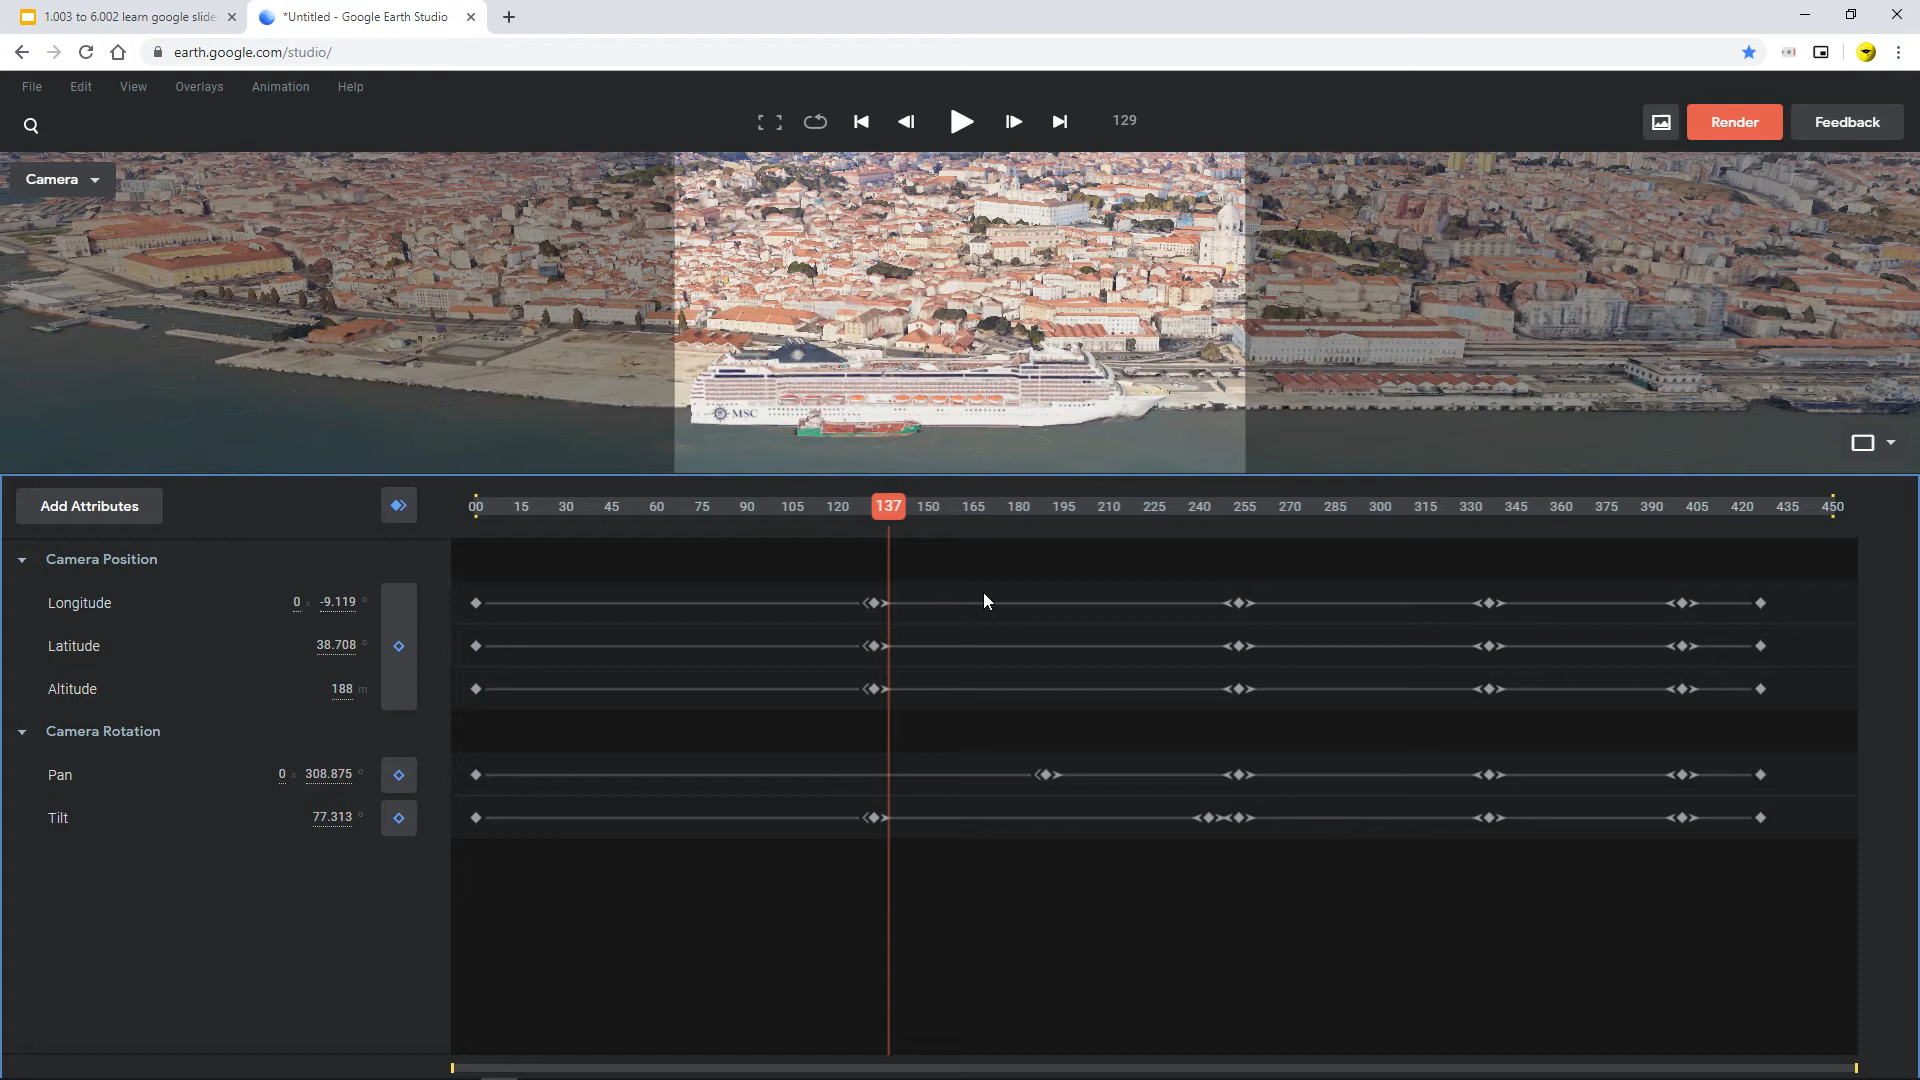 1.003 to 6.002 learn google slide
*Untitled - Google Earth Studio
earth.google.com/studio/
File Edit View Overlays Animation Help
129
Render
Feedback
Camera
MSC
Add Attributes
00 15 30 45 60 75 90 105 120 137 150 165 180 195 210 225 240 255 270 285 300 315 330 345 360 375 390 405 420 435 450
Camera Position
Longitude 0 x -9.119 °
Latitude 38.708 °
Altitude 188 m
Camera Rotation
Pan 0 x 308.875 °
Tilt 77.313 °